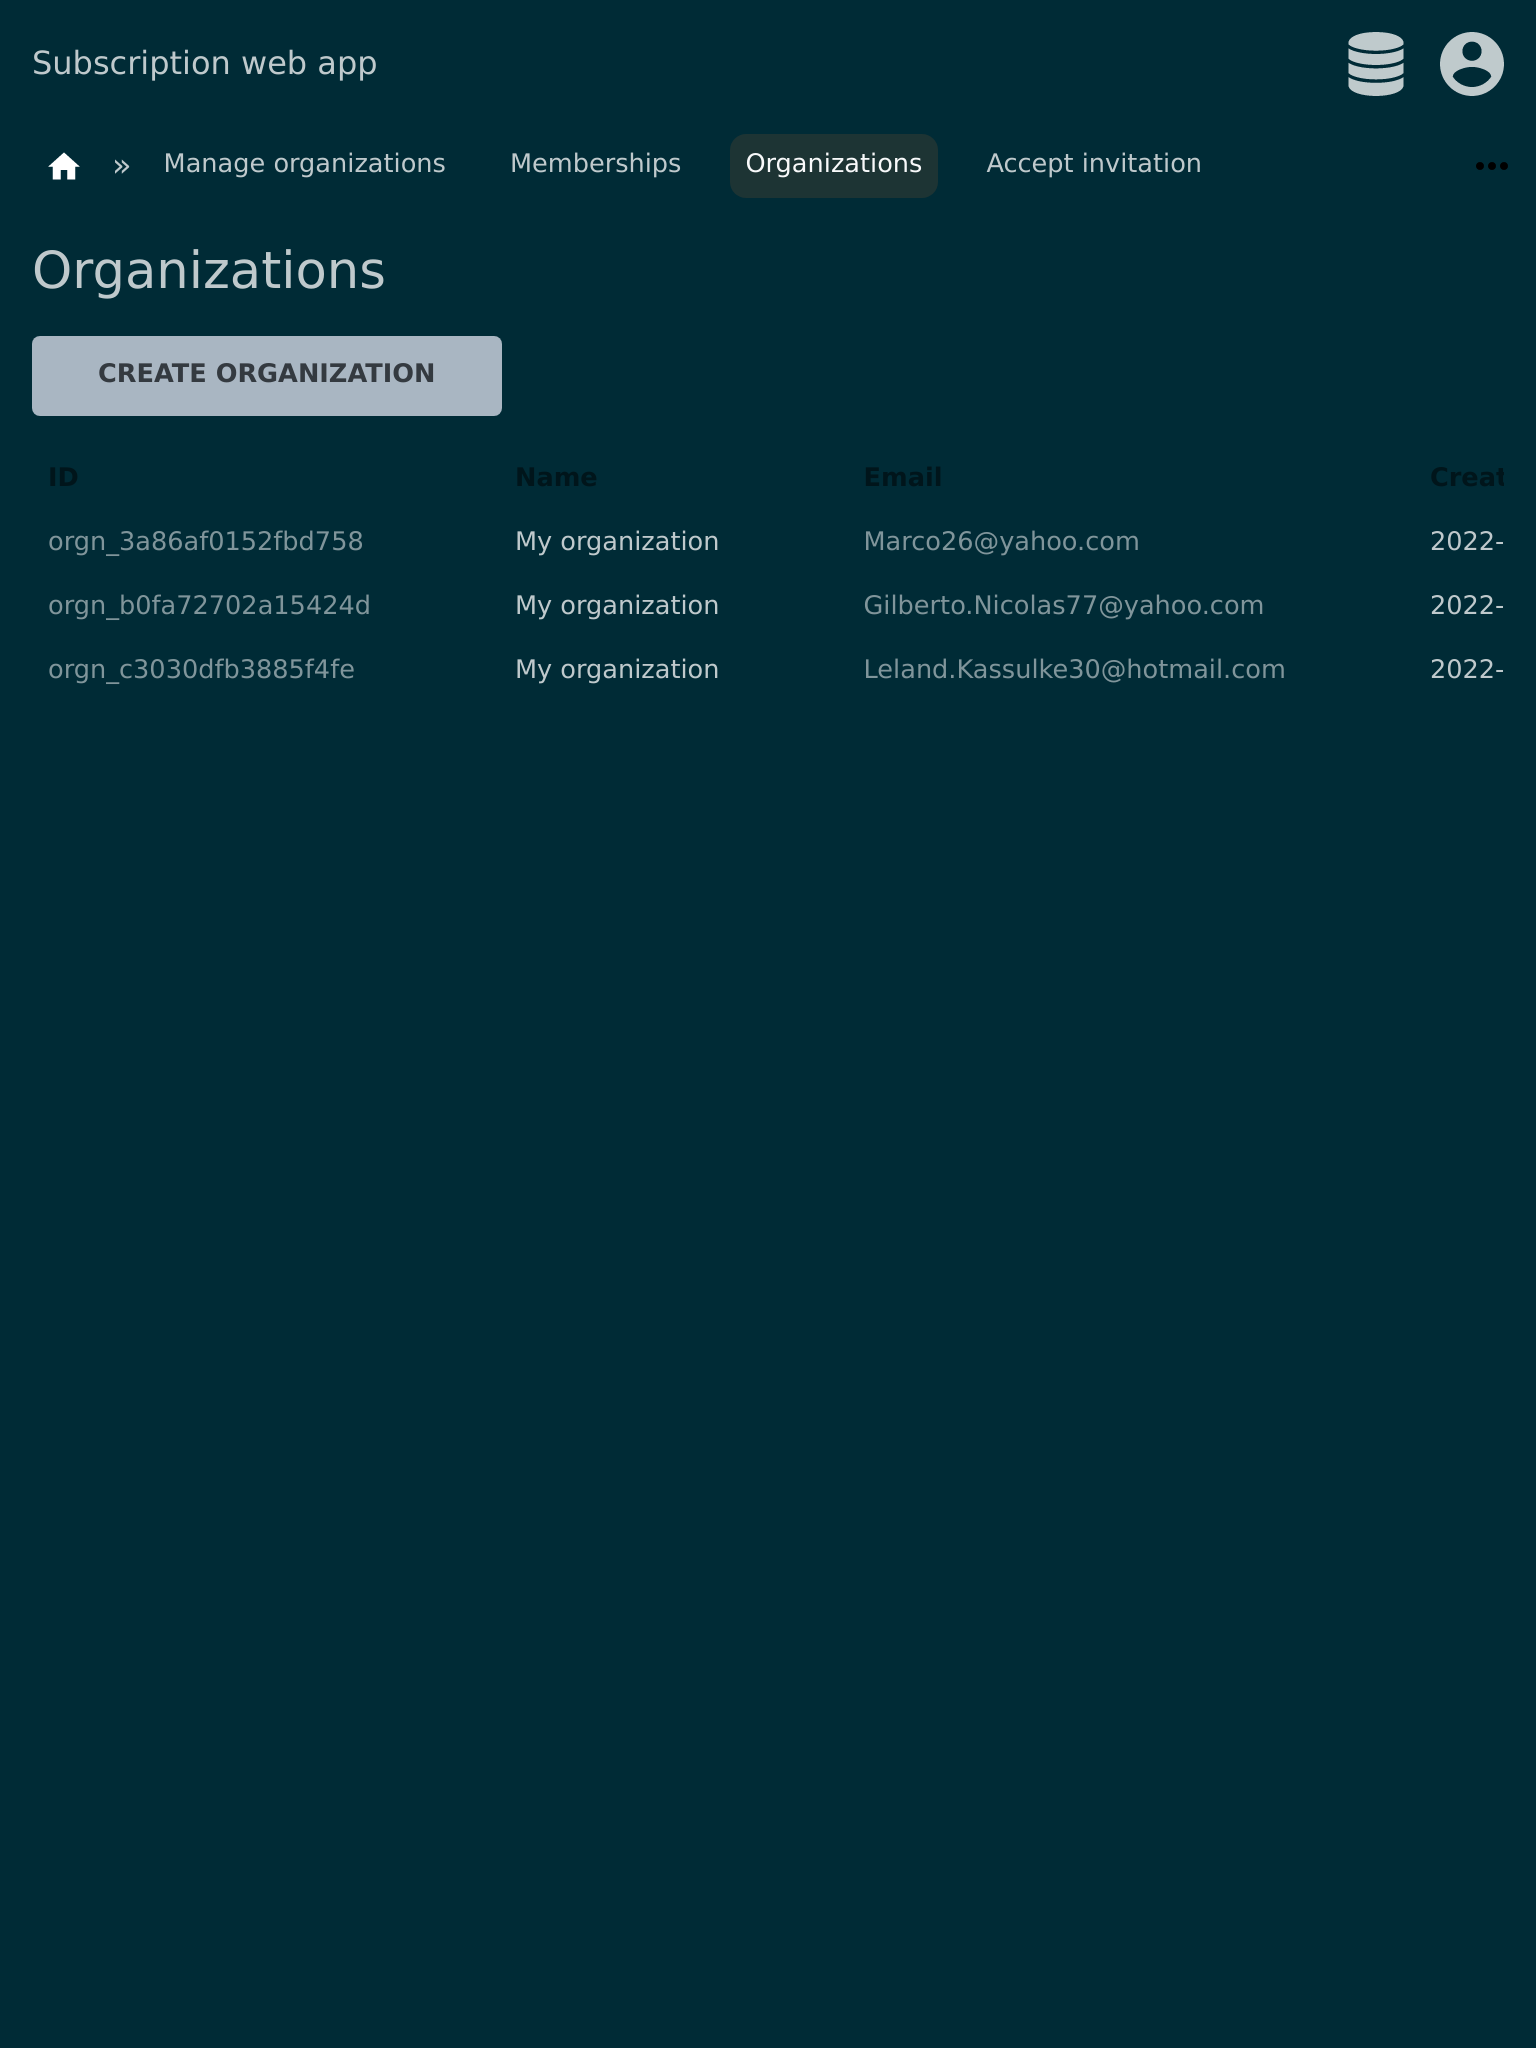 Subscription web app
» Manage organizations Memberships Organizations Accept invitation •••
Organizations
CREATE ORGANIZATION
ID Name Email Creat
orgn_3a86af0152fbd758 My organization Marco26@yahoo.com 2022-
orgn_b0fa72702a15424d My organization Gilberto.Nicolas77@yahoo.com 2022-
orgn_c3030dfb3885f4fe My organization Leland.Kassulke30@hotmail.com 2022-